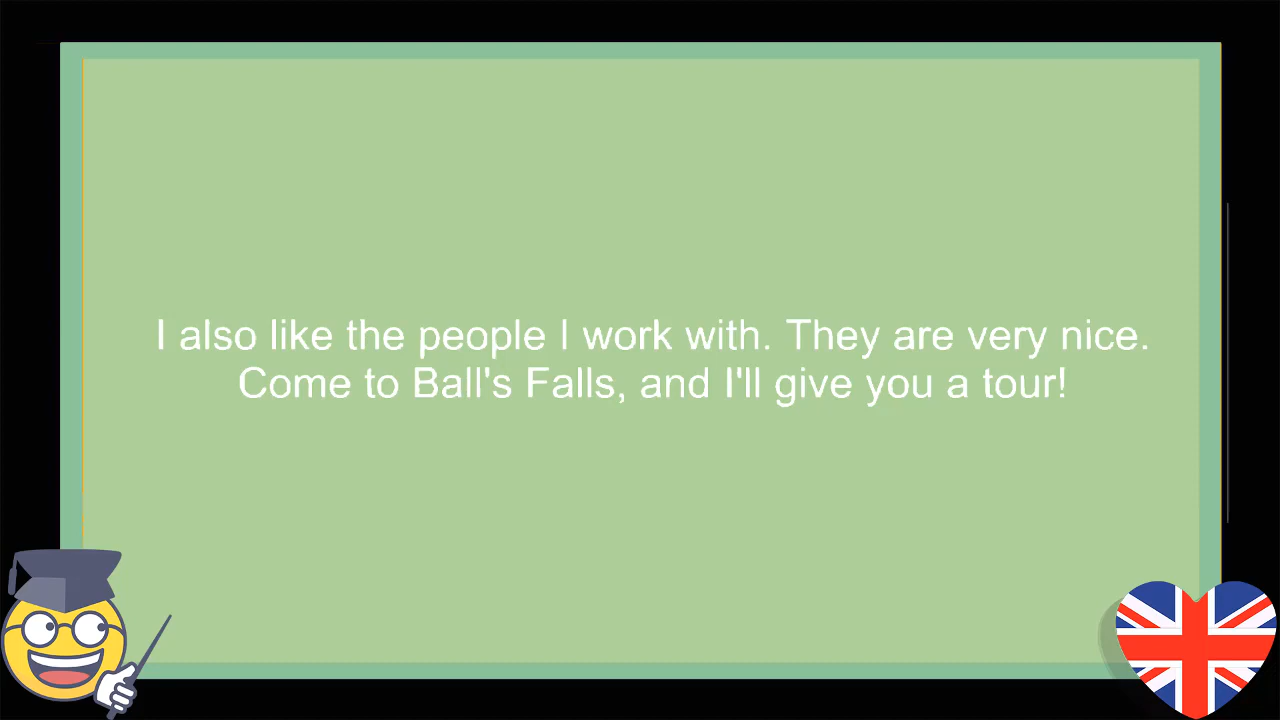 I also like the people I work with. They are very nice.
Come to Ball's Falls, and I'll give you a tour!